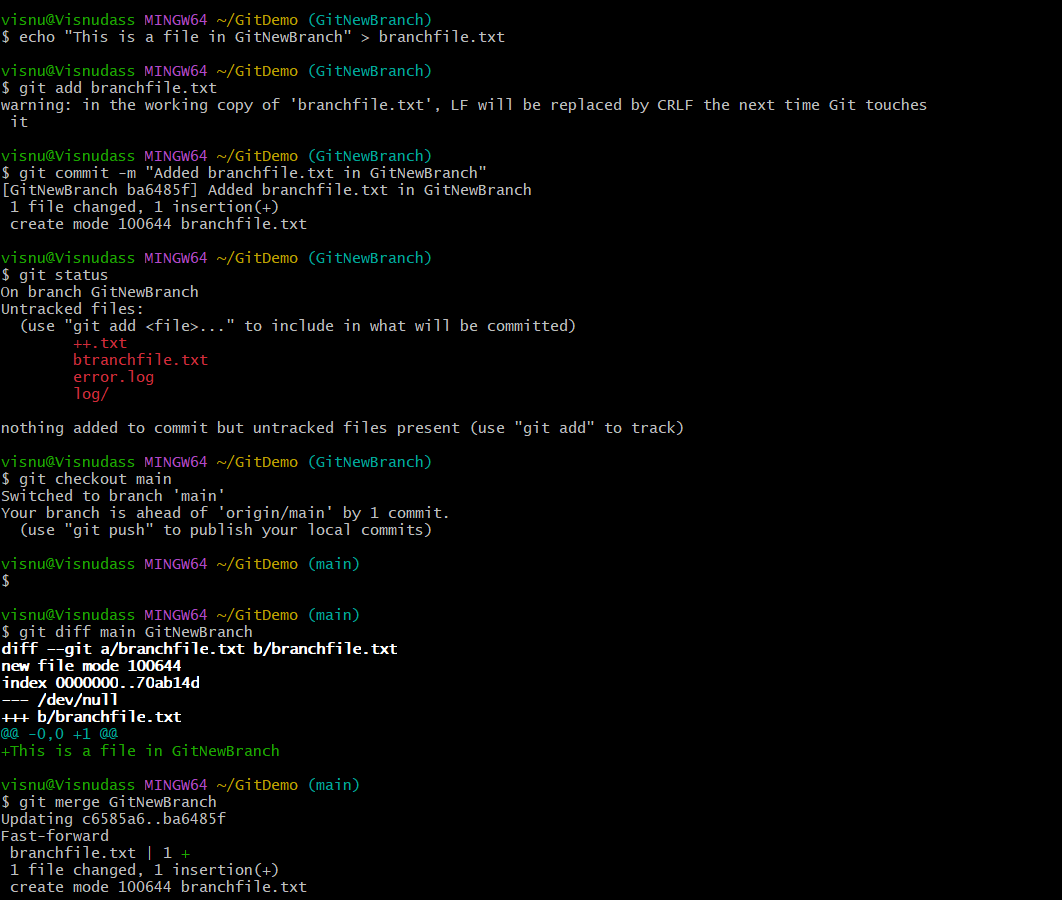 visnu@Visnudass MINGW64 ~/GitDemo (GitNewBranch)
$ echo "This is a file in GitNewBranch" > branchfile.txt
visnu@Visnudass MINGW64 ~/GitDemo (GitNewBranch)
$ git add branchfile.txt
warning: in the working copy of 'branchfile.txt', LF will be replaced by CRLF the next time Git touches
 it
visnu@Visnudass MINGW64 ~/GitDemo (GitNewBranch)
$ git commit -m "Added branchfile.txt in GitNewBranch"
[GitNewBranch ba6485f] Added branchfile.txt in GitNewBranch
 1 file changed, 1 insertion(+)
 create mode 100644 branchfile.txt
visnu@Visnudass MINGW64 ~/GitDemo (GitNewBranch)
$ git status
On branch GitNewBranch
Untracked files:
  (use "git add <file>..." to include in what will be committed)
        ++.txt
        btranchfile.txt
        error.log
        log/
nothing added to commit but untracked files present (use "git add" to track)
visnu@Visnudass MINGW64 ~/GitDemo (GitNewBranch)
$ git checkout main
Switched to branch 'main'
Your branch is ahead of 'origin/main' by 1 commit.
  (use "git push" to publish your local commits)
visnu@Visnudass MINGW64 ~/GitDemo (main)
$
visnu@Visnudass MINGW64 ~/GitDemo (main)
$ git diff main GitNewBranch
diff --git a/branchfile.txt b/branchfile.txt
new file mode 100644
index 0000000..70ab14d
--- /dev/null
+++ b/branchfile.txt
@@ -0,0 +1 @@
+This is a file in GitNewBranch
visnu@Visnudass MINGW64 ~/GitDemo (main)
$ git merge GitNewBranch
Updating c6585a6..ba6485f
Fast-forward
 branchfile.txt | 1 +
 1 file changed, 1 insertion(+)
 create mode 100644 branchfile.txt